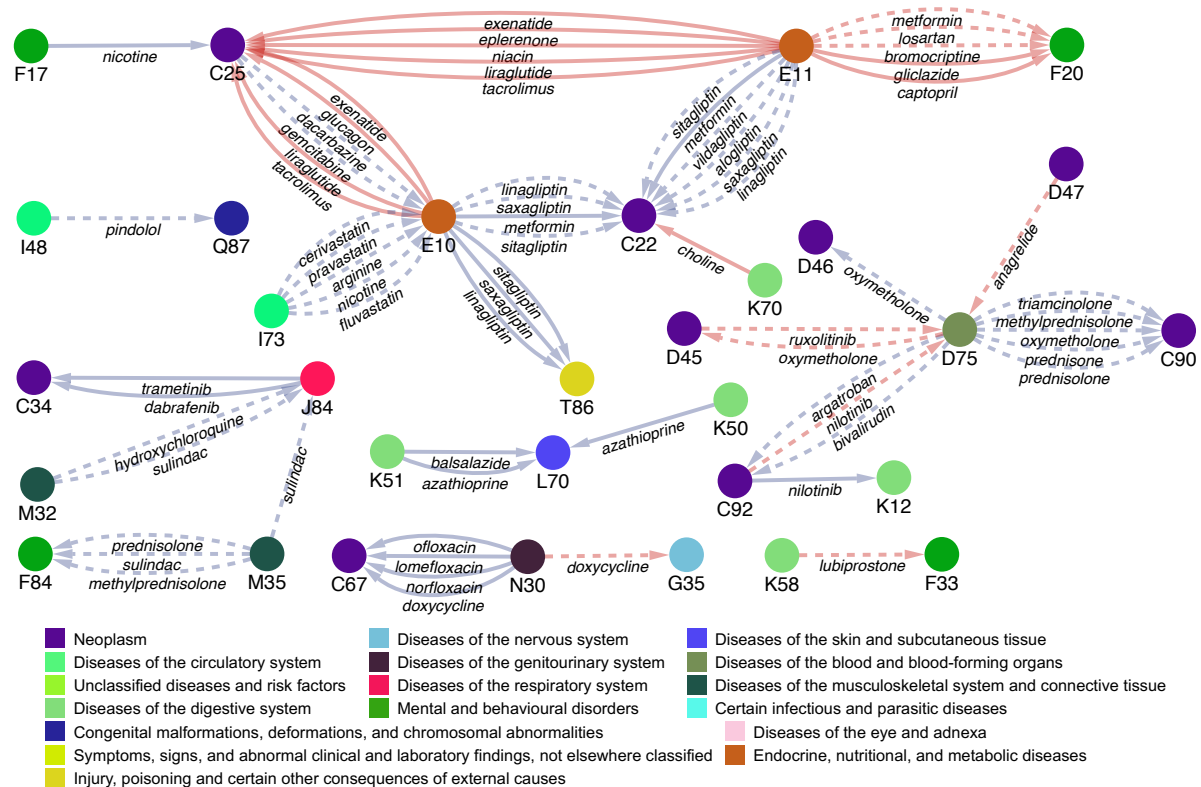 exenatide
eplerenone
niacin
liraglutide
tacrolimus
metformin
losartan
bromocriptine
gliclazide
captopril
nicotine
F17
C25
E11
F20
exenatide
glucagon
dacarbazine
gemcitabine
liraglutide
tacrolimus
sitagliptin
metformin
vildagliptin
alogliptin
saxagliptin
linagliptin
D47
anagrelide
linagliptin
saxagliptin
metformin
sitagliptin
pindolol
I48
Q87
E10
C22
D46
oxymetholone
cerivastatin
pravastatin
arginine
nicotine
fluvastatin
I73
sitagliptin
saxagliptin
linagliptin
choline
K70
triamcinolone
methylprednisolone
oxymetholone
prednisone
prednisolone
ruxolitinib
oxymetholone
D45
D75
C90
trametinib
dabrafenib
C34
J84
T86
argatroban
nilotinib
bivalirudin
K50
azathioprine
hydroxychloroquine
sulindac
sulindac
balsalazide
azathioprine
K51
L70
nilotinib
M32
C92
K12
prednisolone
sulindac
methylprednisolone
F84
M35
ofloxacin
lomefloxacin
norfloxacin
doxycycline
C67
N30
doxycycline
G35
lubiprostone
K58
F33
Neoplasm
Diseases of the nervous system
Diseases of the skin and subcutaneous tissue
Diseases of the circulatory system
Diseases of the genitourinary system
Diseases of the blood and blood-forming organs
Unclassified diseases and risk factors
Diseases of the respiratory system
Diseases of the musculoskeletal system and connective tissue
Diseases of the digestive system
Mental and behavioural disorders
Certain infectious and parasitic diseases
Congenital malformations, deformations, and chromosomal abnormalities
Diseases of the eye and adnexa
Symptoms, signs, and abnormal clinical and laboratory findings, not elsewhere classified
Endocrine, nutritional, and metabolic diseases
Injury, poisoning and certain other consequences of external causes